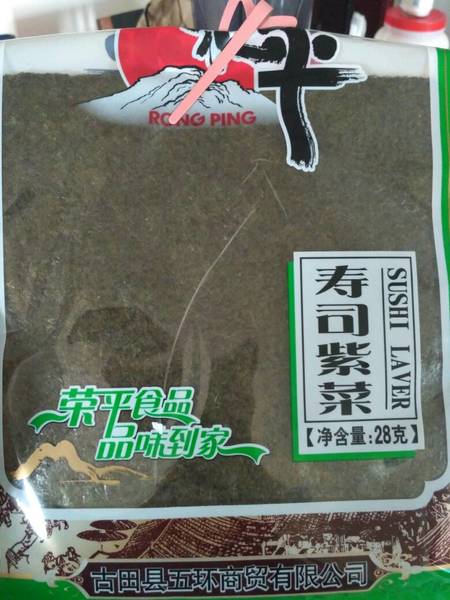 平
RONG PING
寿司紫菜
SUSHI LAVER
【净含量:28克】
荣平食品
品味到家
古田县五环商贸有限公司